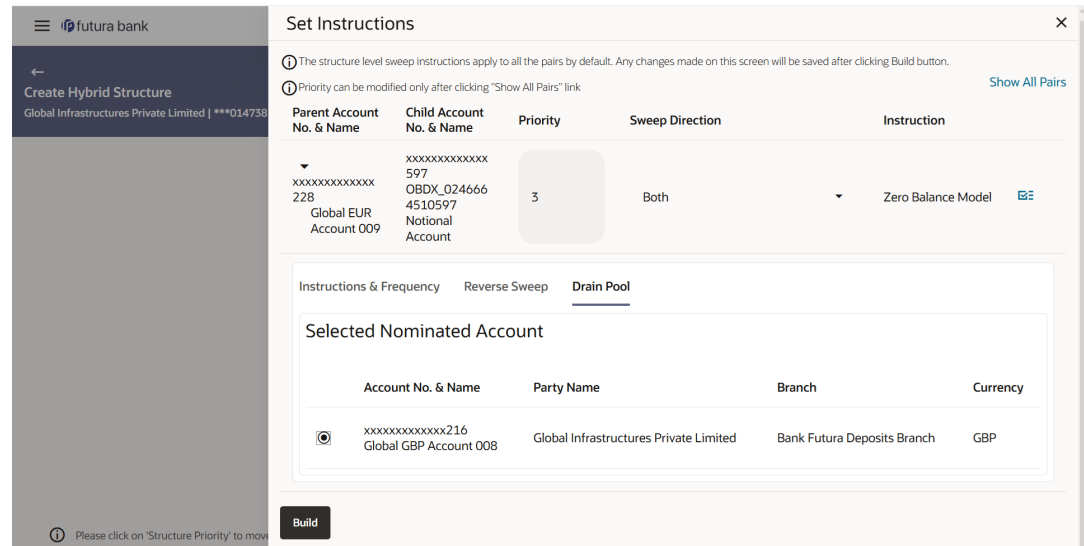 futura bank
Set Instructions
The structure level sweep instructions apply to all the pairs by default. Any changes made on this screen will be saved after clicking Build button.
Create Hybrid Structure
Global Infrastructures Private Limited | ***014738
Priority can be modified only after clicking "Show All Pairs" link
Show All Pairs
Parent Account No. & Name
Child Account No. & Name
Priority
Sweep Direction
Instruction
xxxxxxxxxxxxx
228
Global EUR
Account 009
xxxxxxxxxxxxx
597
OBDX_024666
4510597
Notional
Account
3
Both
Zero Balance Model
Instructions & Frequency
Reverse Sweep
Drain Pool
Selected Nominated Account
Account No. & Name
Party Name
Branch
Currency
xxxxxxxxxxxxx216
Global GBP Account 008
Global Infrastructures Private Limited
Bank Futura Deposits Branch
GBP
Build
Please click on 'Structure Priority' to move